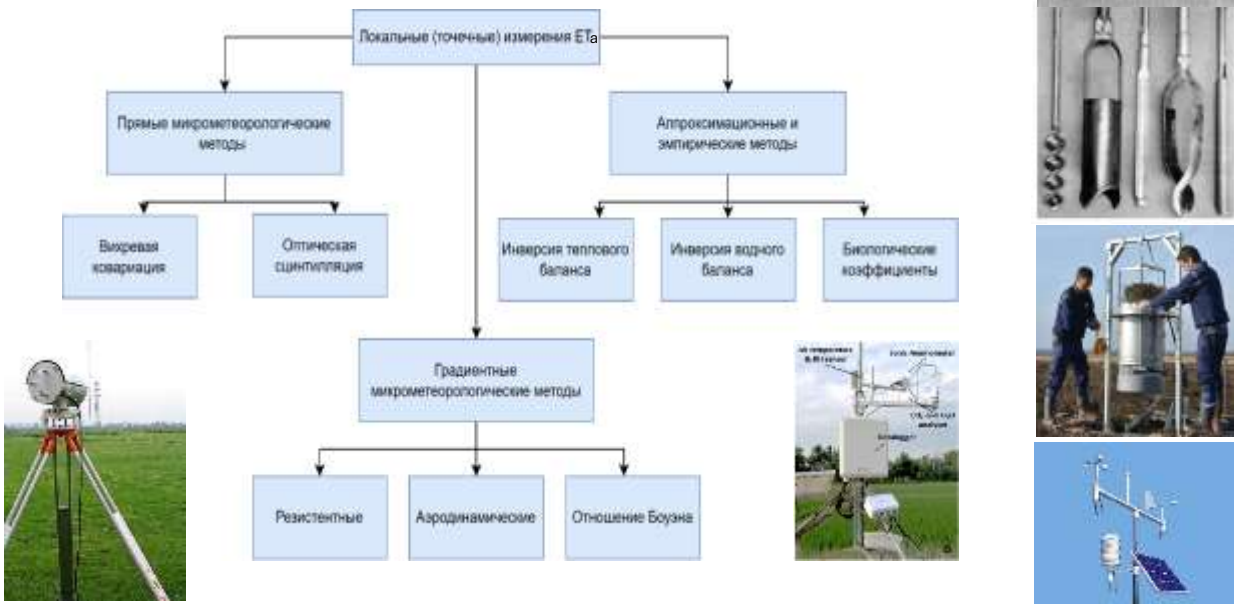 Локальные (точечные) измерения ETa
Прямые микрометеорологические
методы
Аппроксимационные и
эмпирические методы
Вихревая
ковариация
Оптическая
сцинтилляция
Инверсия теплового
баланса
Инверсия водного
баланса
Биологические
коэффициенты
Градиентные
микрометеорологические методы
Резистентные
Аэродинамические
Отношение Боуэна